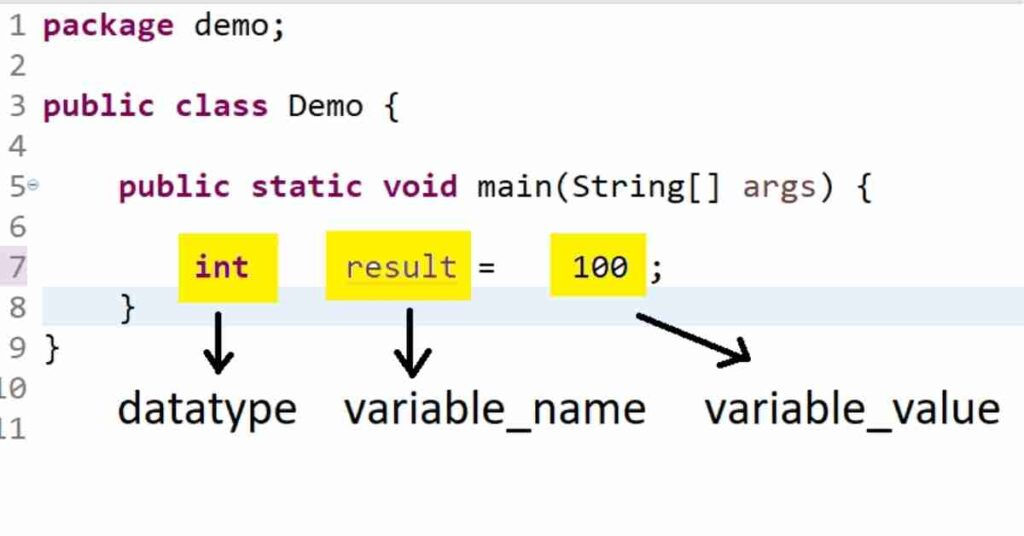 1 package demo;
2
3 public class Demo {
4
5 public static void main(String[] args) {
6
7 int result = 100 ;
8 }
9 }
10
11
datatype variable_name variable_value